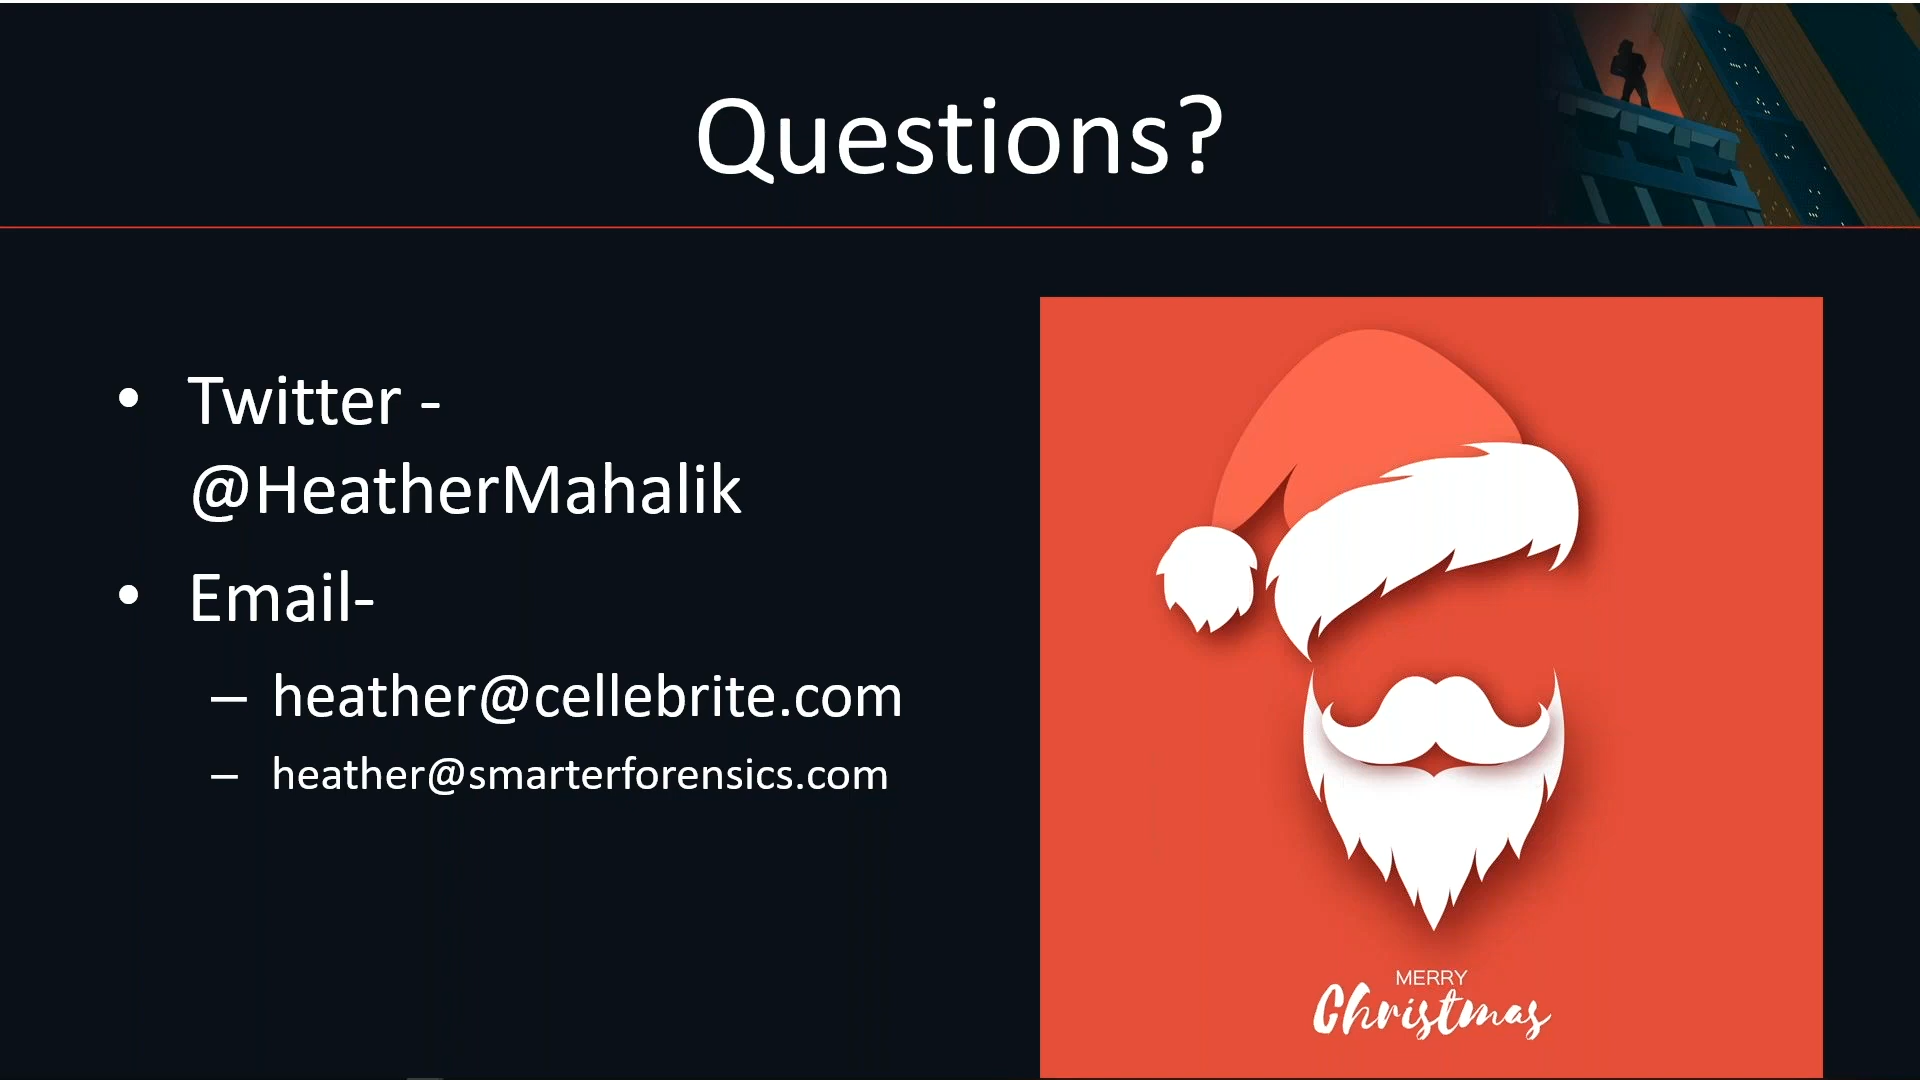 Questions?
• Twitter -
@HeatherMahalik
• Email-
– heather@cellebrite.com
– heather@smarterforensics.com
MERRY
Christmas